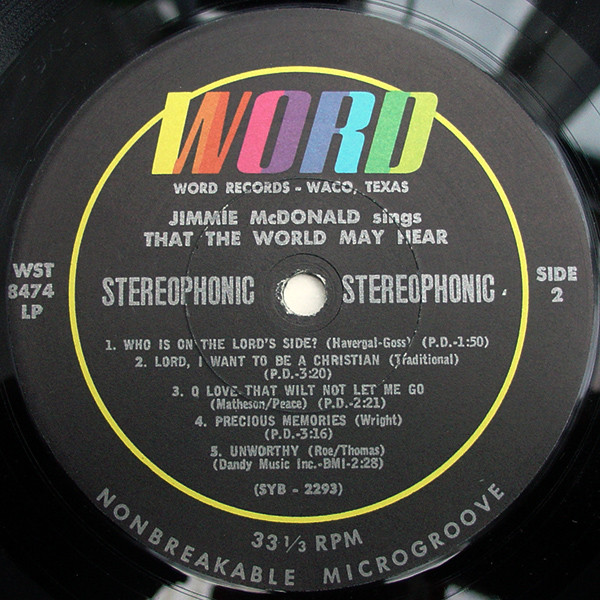 WORD
WORD RECORDS - WACO, TEXAS
JIMMIE McDONALD sings
THAT THE WORLD MAY HEAR
WST
8474
LP
STEREOPHONIC STEREOPHONIC
SIDE
2
1. WHO IS ON THE LORD'S SIDE? (Havergal-Goss) (P.D.-1:50)
2. LORD, I WANT TO BE A CHRISTIAN (Traditional)
(P.D.-3:20)
3. O LOVE THAT WILT NOT LET ME GO
(Matheson/Peace) (P.D.-2:21)
4. PRECIOUS MEMORIES (Wright)
(P.D.-3:16)
5. UNWORTHY (Roe/Thomas)
(Dandy Music Inc.-BMI-2:28)
(SYB - 2293)
33 1/3 RPM
NONBREAKABLE MICROGROOVE